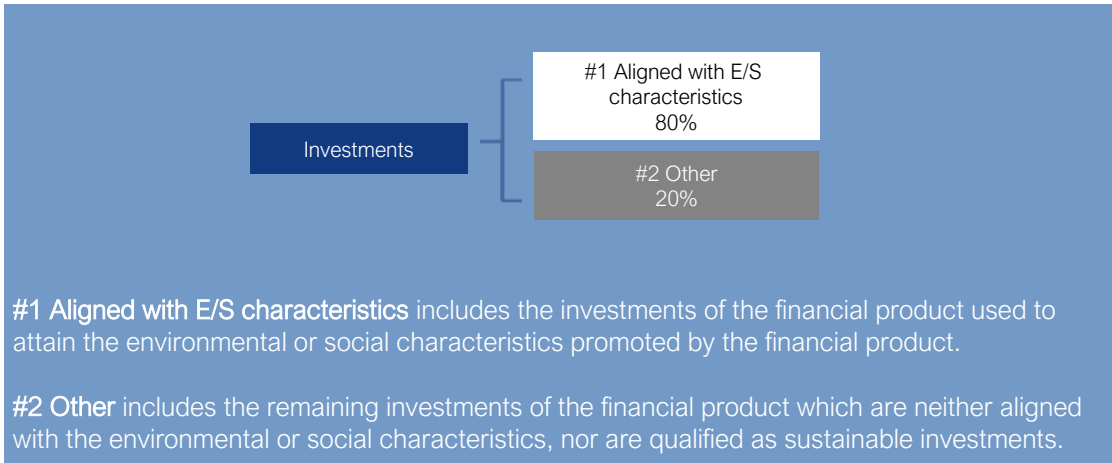 #1 Aligned with E/S
characteristics
80%
Investments
#2 Other
20%
#1 Aligned with E/S characteristics includes the investments of the financial product used to
attain the environmental or social characteristics promoted by the financial product.
#2 Other includes the remaining investments of the financial product which are neither aligned
with the environmental or social characteristics, nor are qualified as sustainable investments.